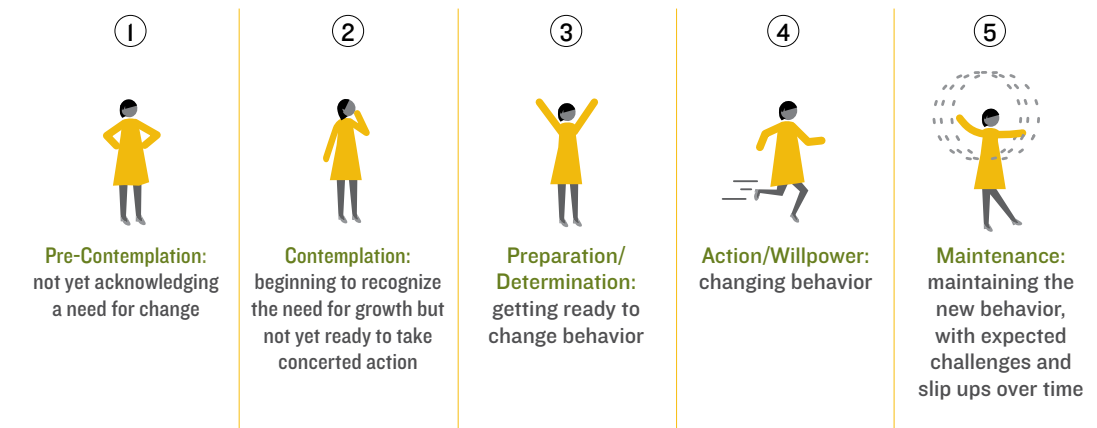 1
Pre-Contemplation:
not yet acknowledging
a need for change
2
Contemplation:
beginning to recognize
the need for growth but
not yet ready to take
concerted action
3
Preparation/
Determination:
getting ready to
change behavior
4
Action/Willpower:
changing behavior
5
Maintenance:
maintaining the
new behavior,
with expected
challenges and
slip ups over time